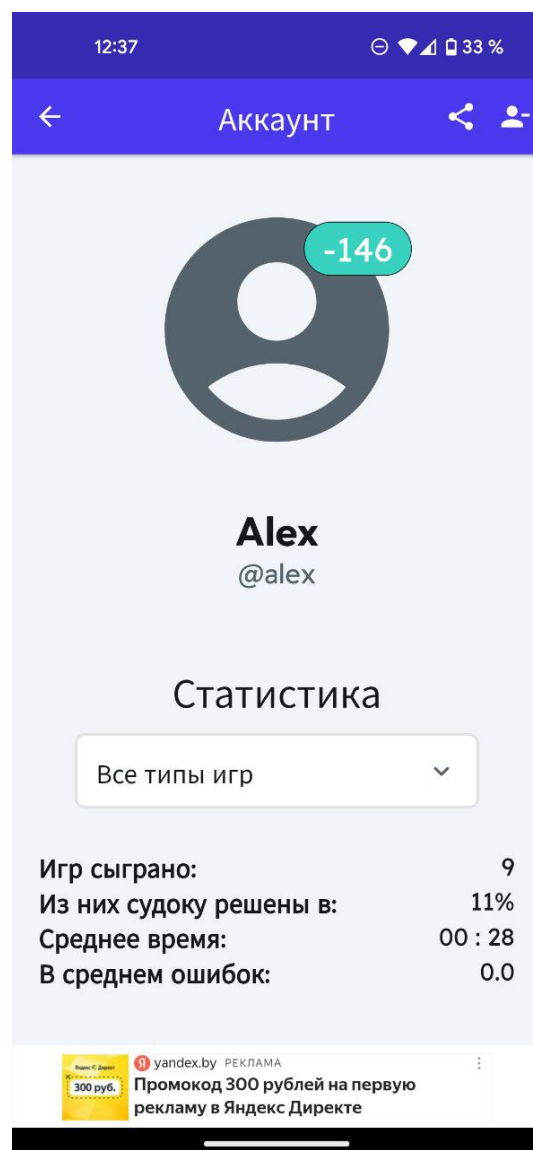 12:37
33 %
Аккаунт
-146
Alex
@alex
Статистика
Все типы игр
Игр сыграно: 9
Из них судоку решены в: 11%
Среднее время: 00 : 28
В среднем ошибок: 0.0
Я yandex.by РЕКЛАМА
300 руб.
Промокод 300 рублей на первую
рекламу в Яндекс Директе